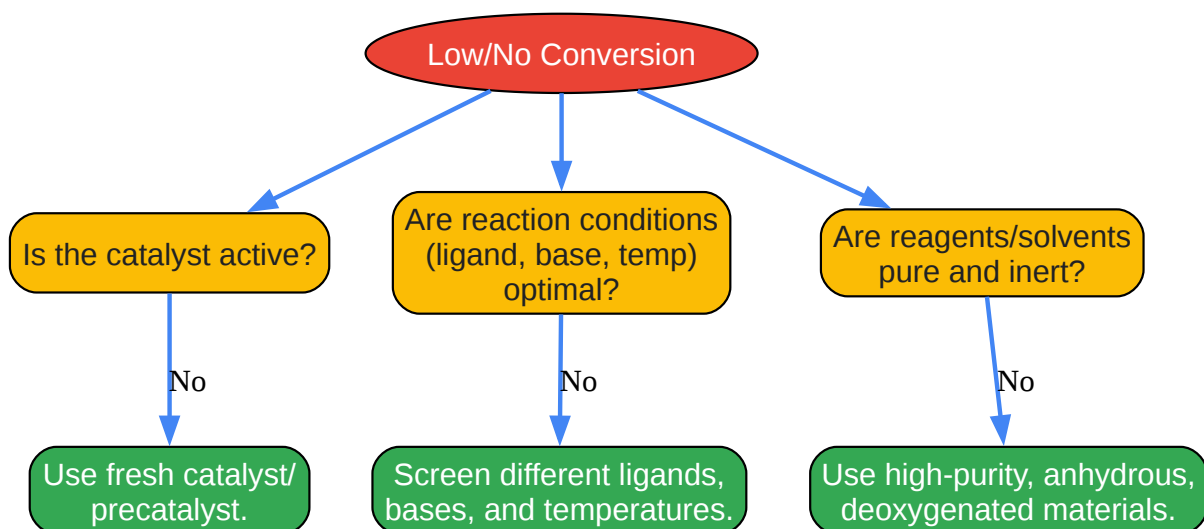 Low/No Conversion
Is the catalyst active?
Are reaction conditions
(ligand, base, temp)
optimal?
Are reagents/solvents
pure and inert?
No
No
No
Use fresh catalyst/
precatalyst.
Screen different ligands,
bases, and temperatures.
Use high-purity, anhydrous,
deoxygenated materials.